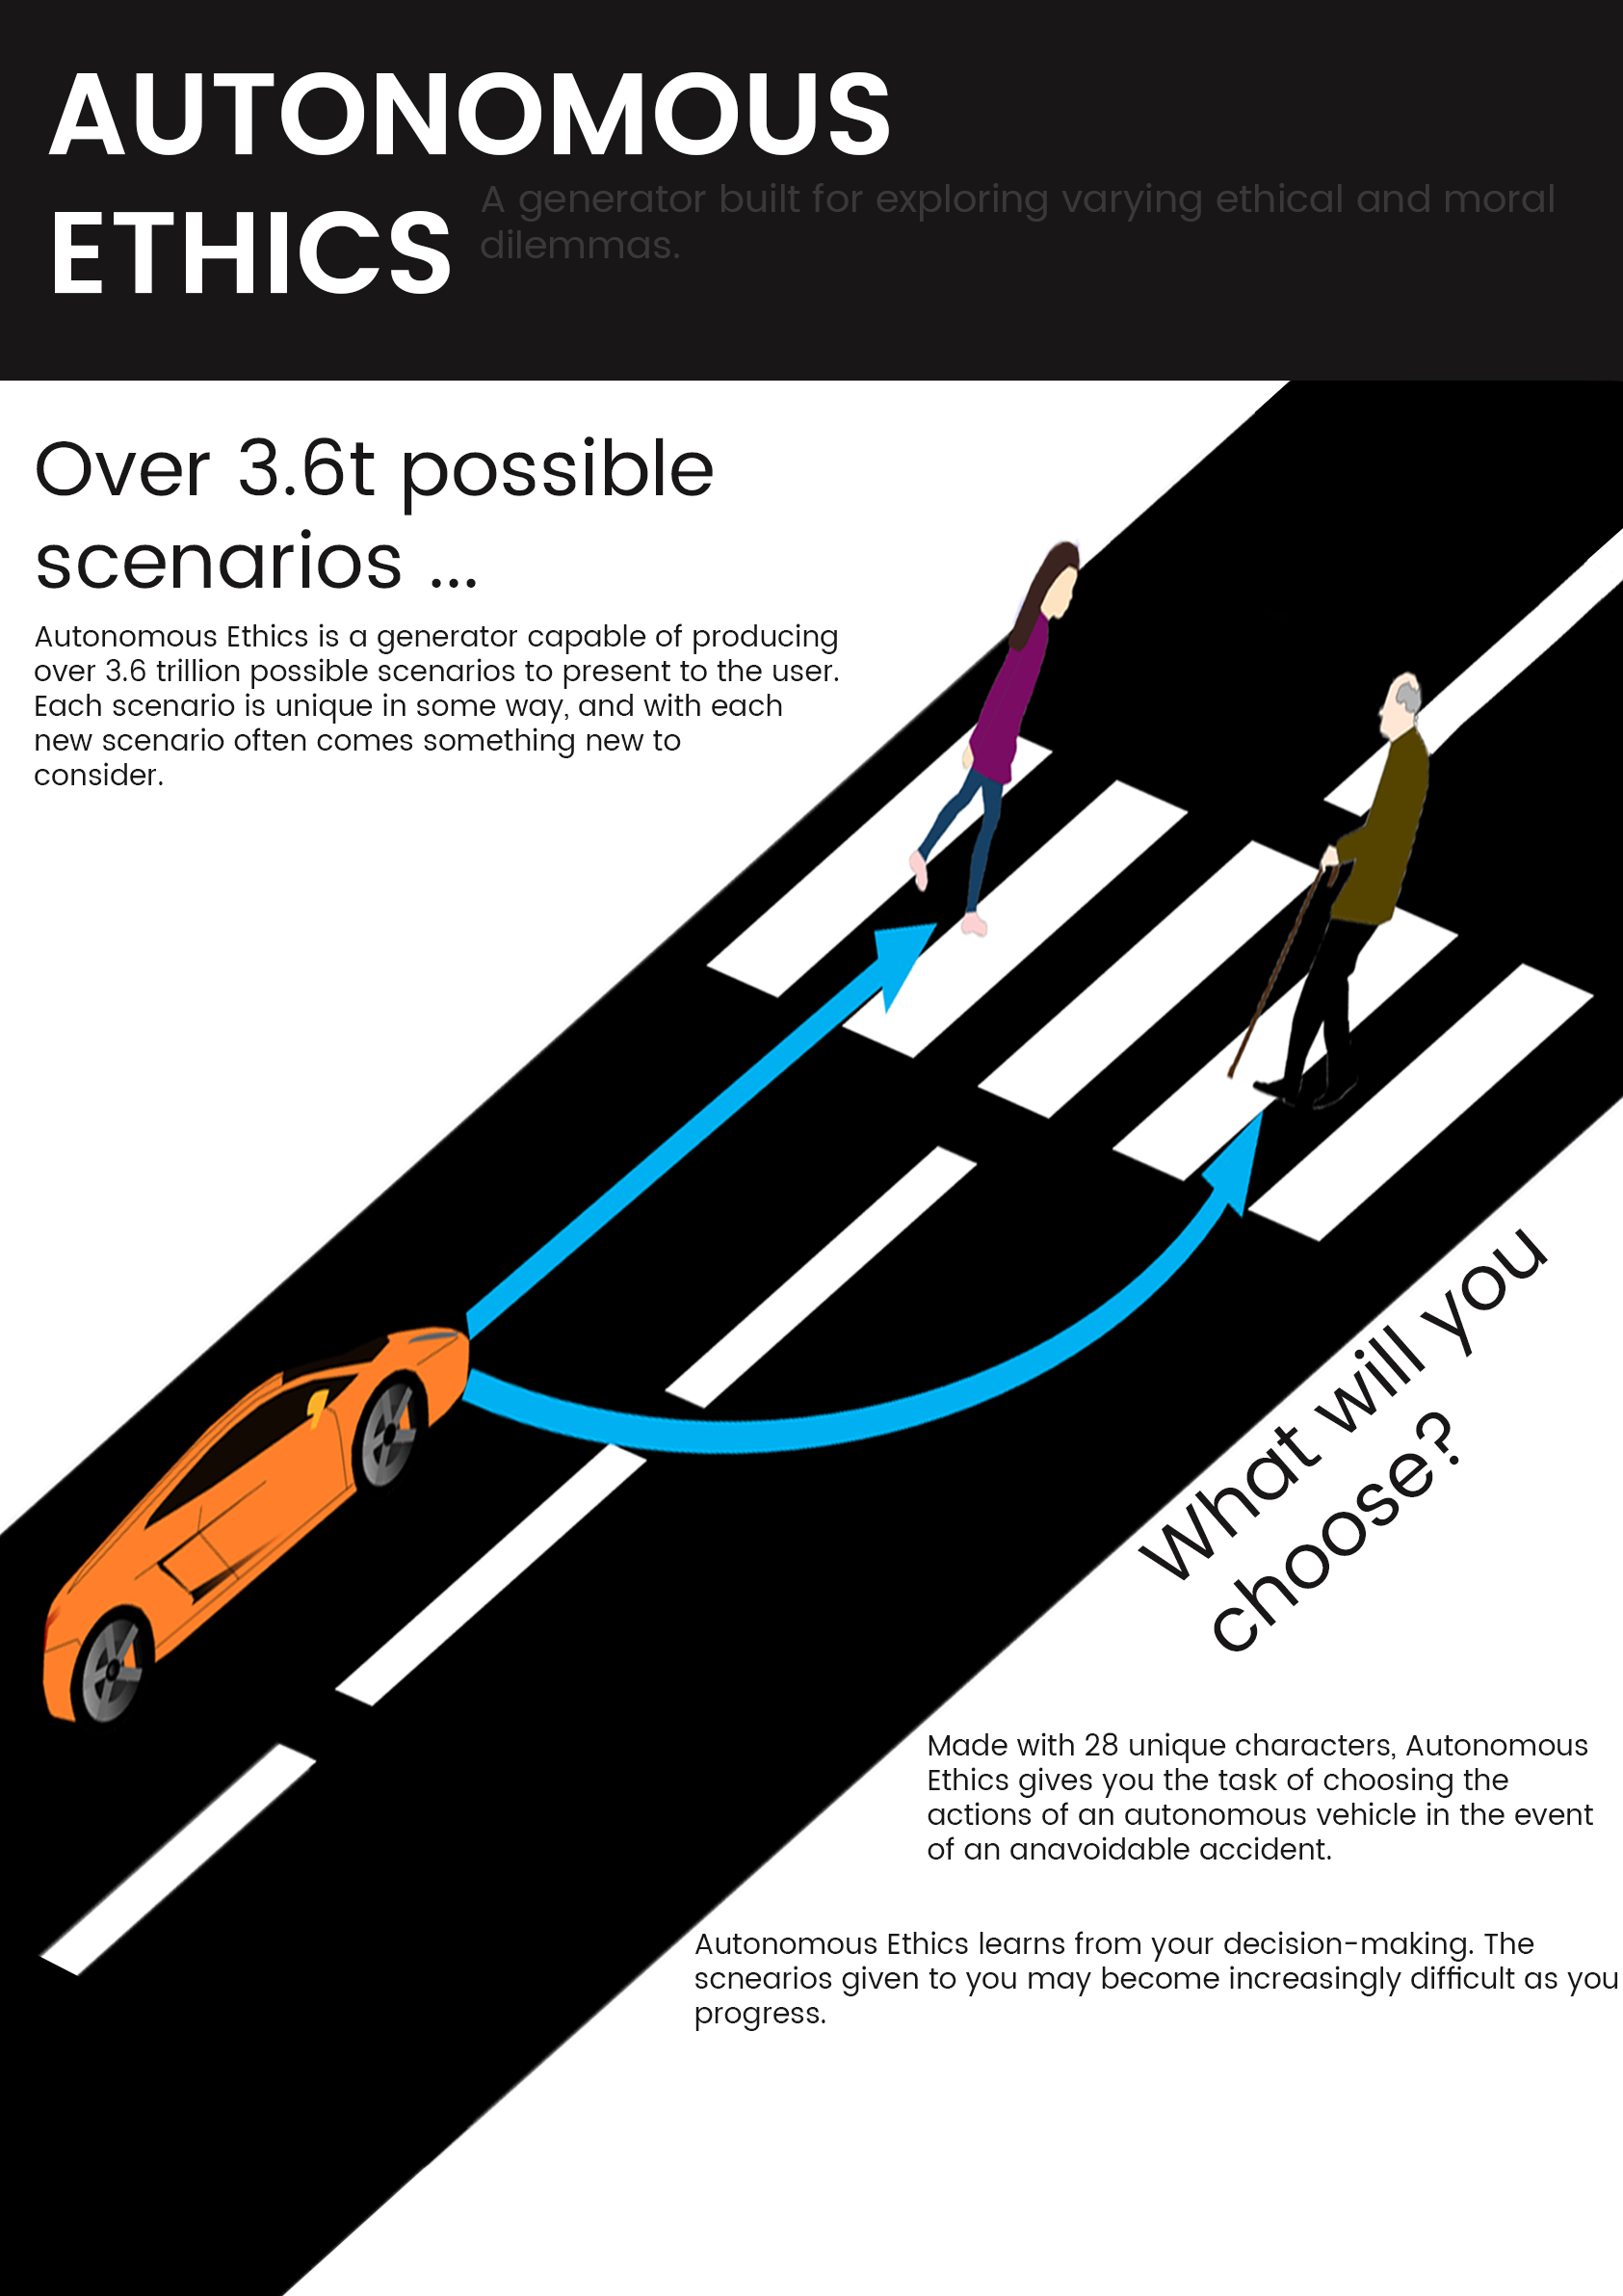 AUTONOMOUS
ETHICS
A generator built for exploring varying ethical and moral
dilemmas.
Over 3.6t possible
scenarios ...
Autonomous Ethics is a generator capable of producing
over 3.6 trillion possible scenarios to present to the user.
Each scenario is unique in some way, and with each
new scenario often comes something new to
consider.
What will you
choose?
Made with 28 unique characters, Autonomous
Ethics gives you the task of choosing the
actions of an autonomous vehicle in the event
of an anavoidable accident.
Autonomous Ethics learns from your decision-making. The
scnearios given to you may become increasingly difficult as you
progress.